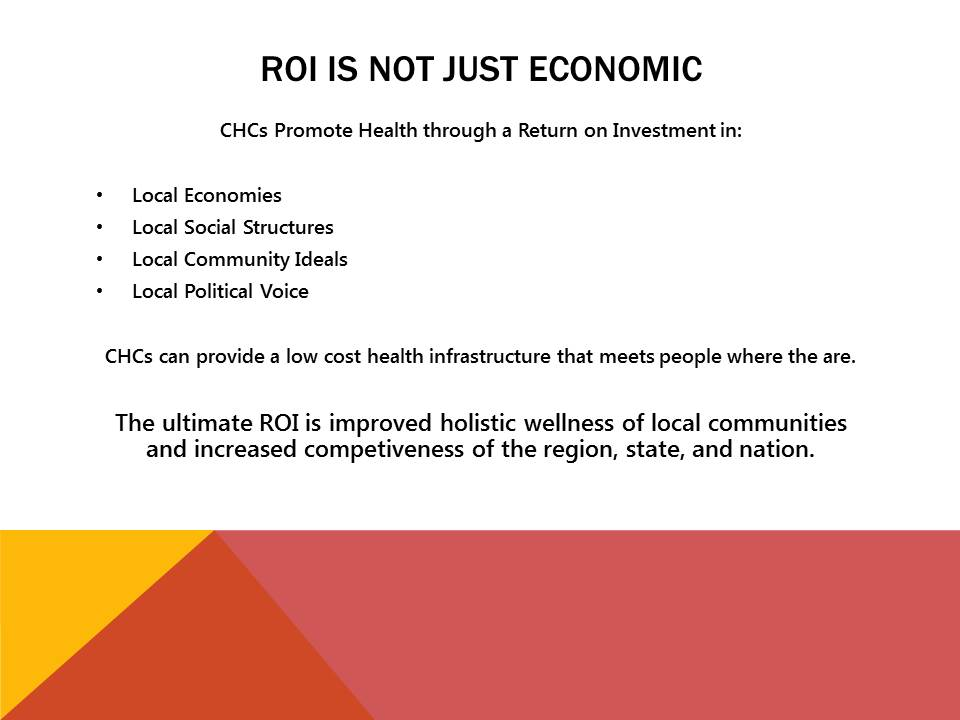 ROI IS NOT JUST ECONOMIC
CHCs Promote Health through a Return on Investment in:
• Local Economies
• Local Social Structures
• Local Community Ideals
• Local Political Voice
CHCs can provide a low cost health infrastructure that meets people where the are.
The ultimate ROI is improved holistic wellness of local communities
and increased competiveness of the region, state, and nation.